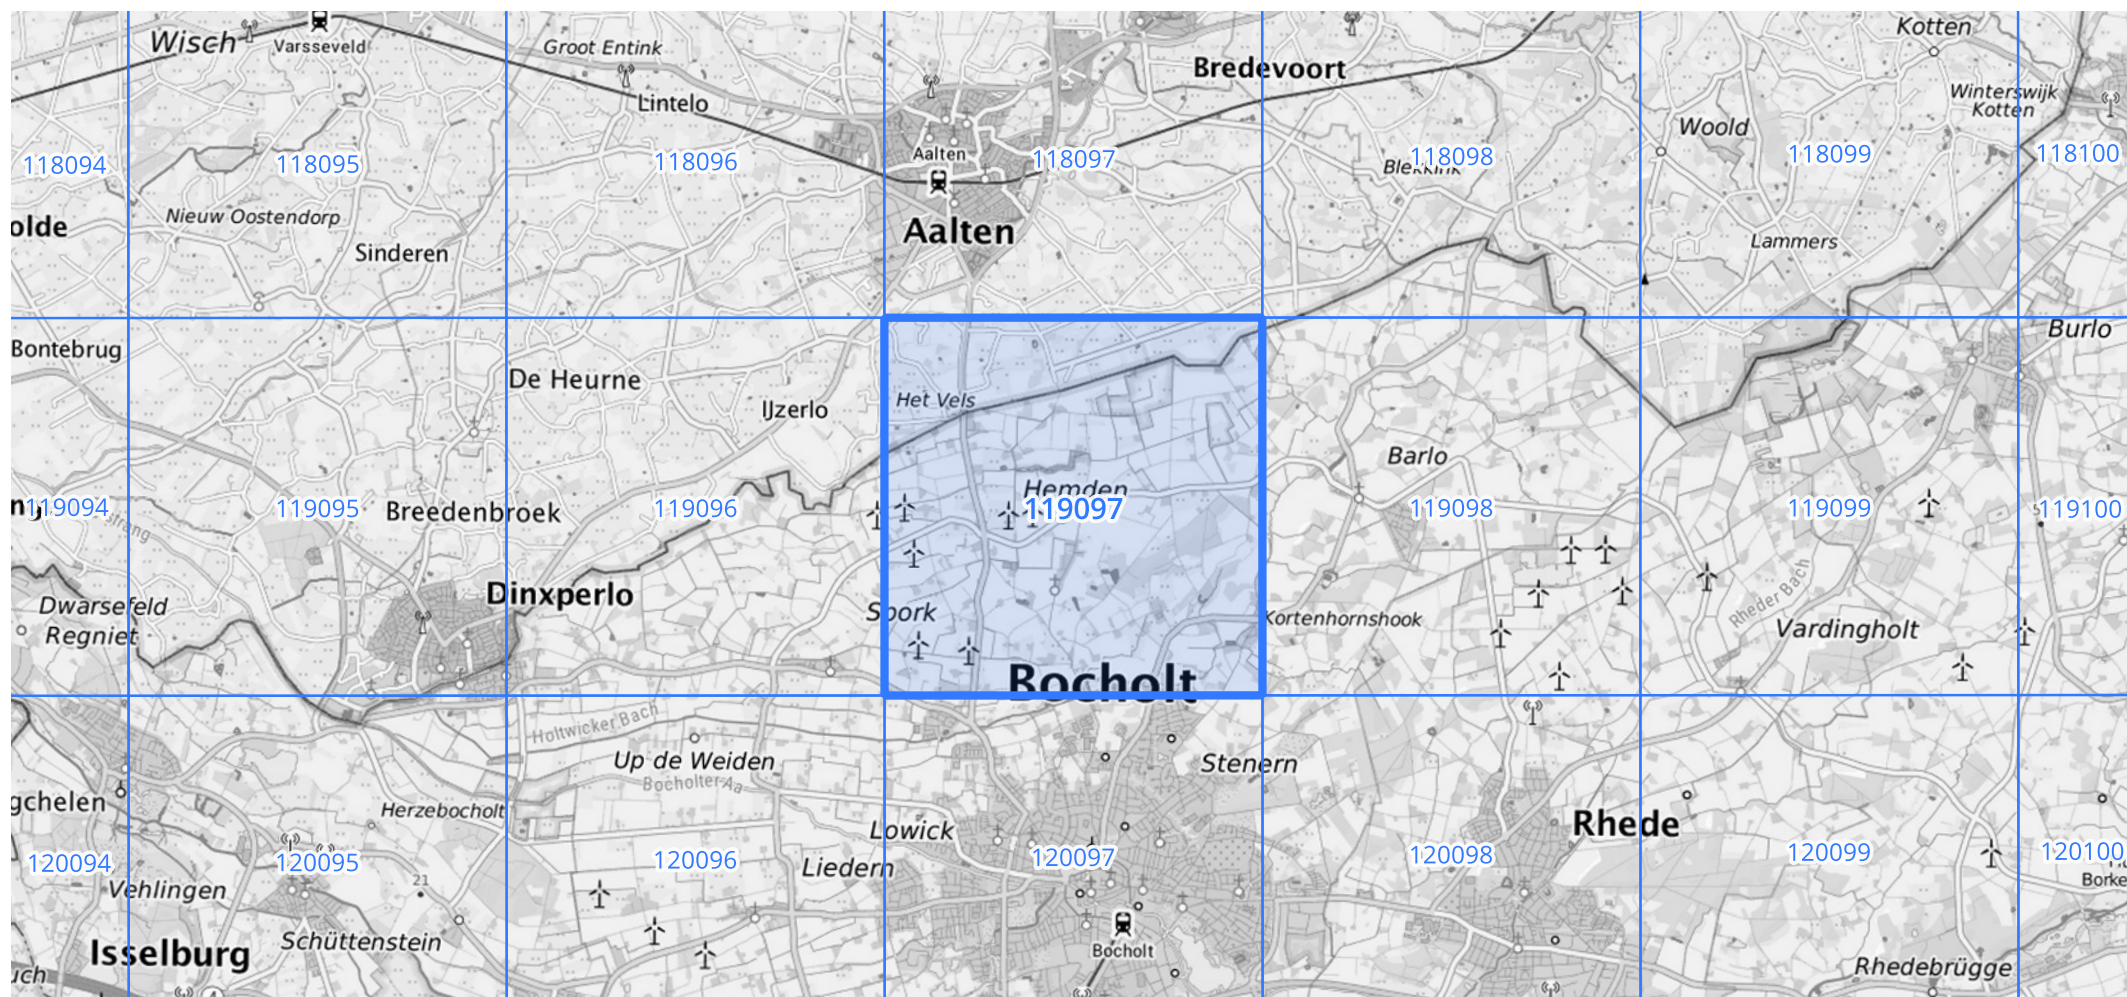 Kotten
Wisch
Varsseveld
Groot Entink
Bredevoort
Winterswijk
Kotten
Lintelo
Woold
Aalten
118094
118095
118096
118097
118098
118099
118100
olde
Nieuw Oostendorp
Sinderen
Aalten
Lammers
Bontebrug
De Heurne
IJzerlo
Het Vels
Burlo
Barlo
Hemden
119094
119095
119096
119097
119098
119099
119100
Breedenbroek
Dinxperlo
Dwarsefeld
Regniet
Spork
Kortenhornshook
Rheder Bach
Vardingholt
Bocholt
Holtwicker Bach
Up de Weiden
Bocholter Aa
Stenern
gchelen
Herzebocholt
Lowick
Rhede
120094
120095
120096
120097
120098
120099
120100
Liedern
Vehlingen
21
Borke
Isselburg
Schüttenstein
Bocholt
Rhedebrügge
uch